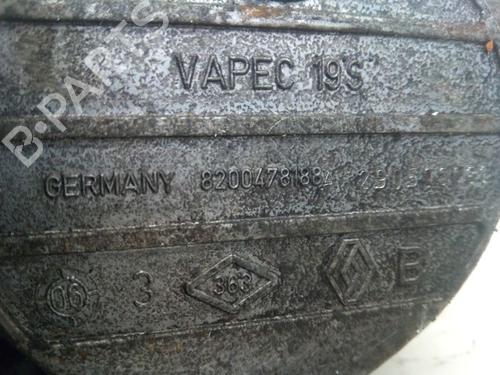 VAPEC 19S
GERMANY 8200478188
06 3 363 B
B-PARTS